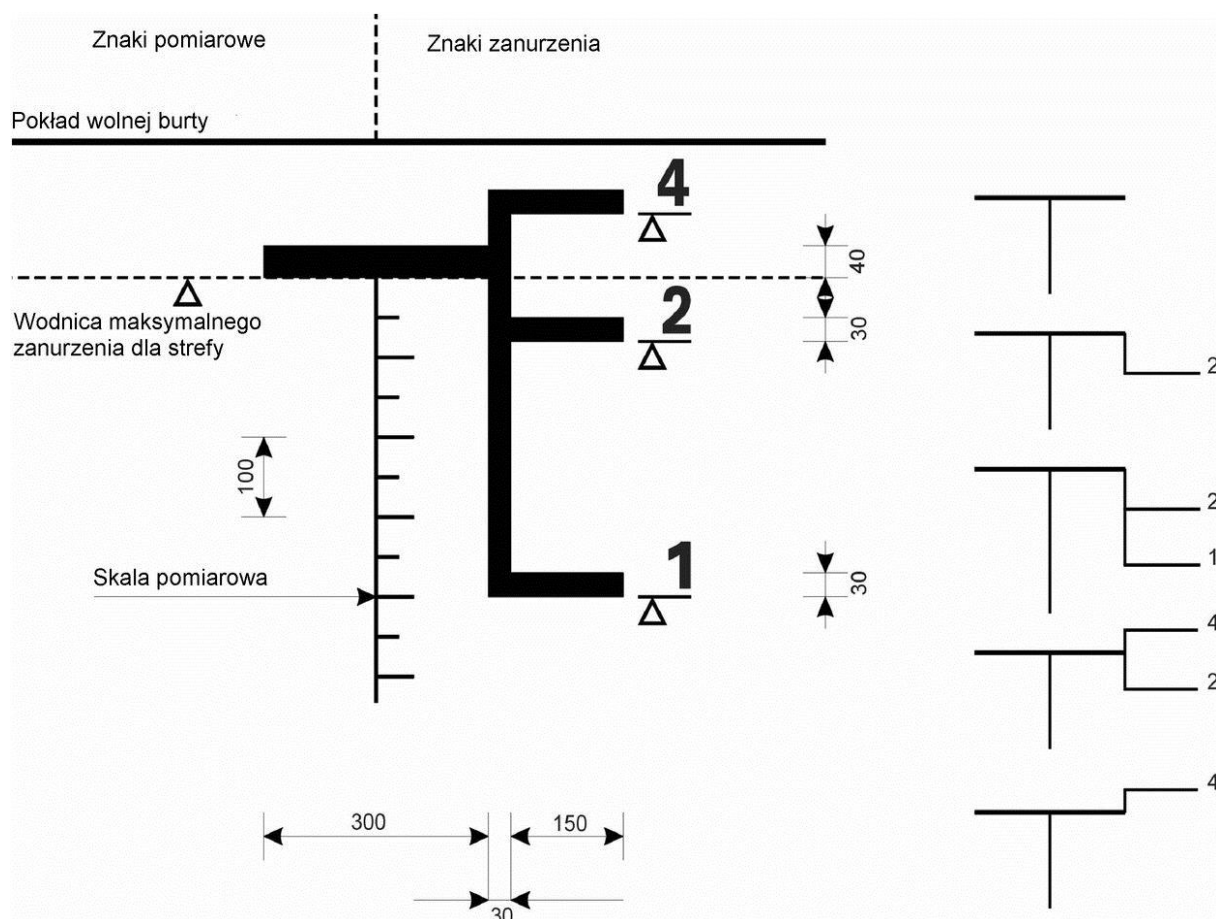 Znaki pomiarowe
Znaki zanurzenia
Pokład wolnej burty
4
40
Wodnica maksymalnego
zanurzenia dla strefy
2
30
100
Skala pomiarowa
1
30
300
150
30
2
2
1
4
2
4